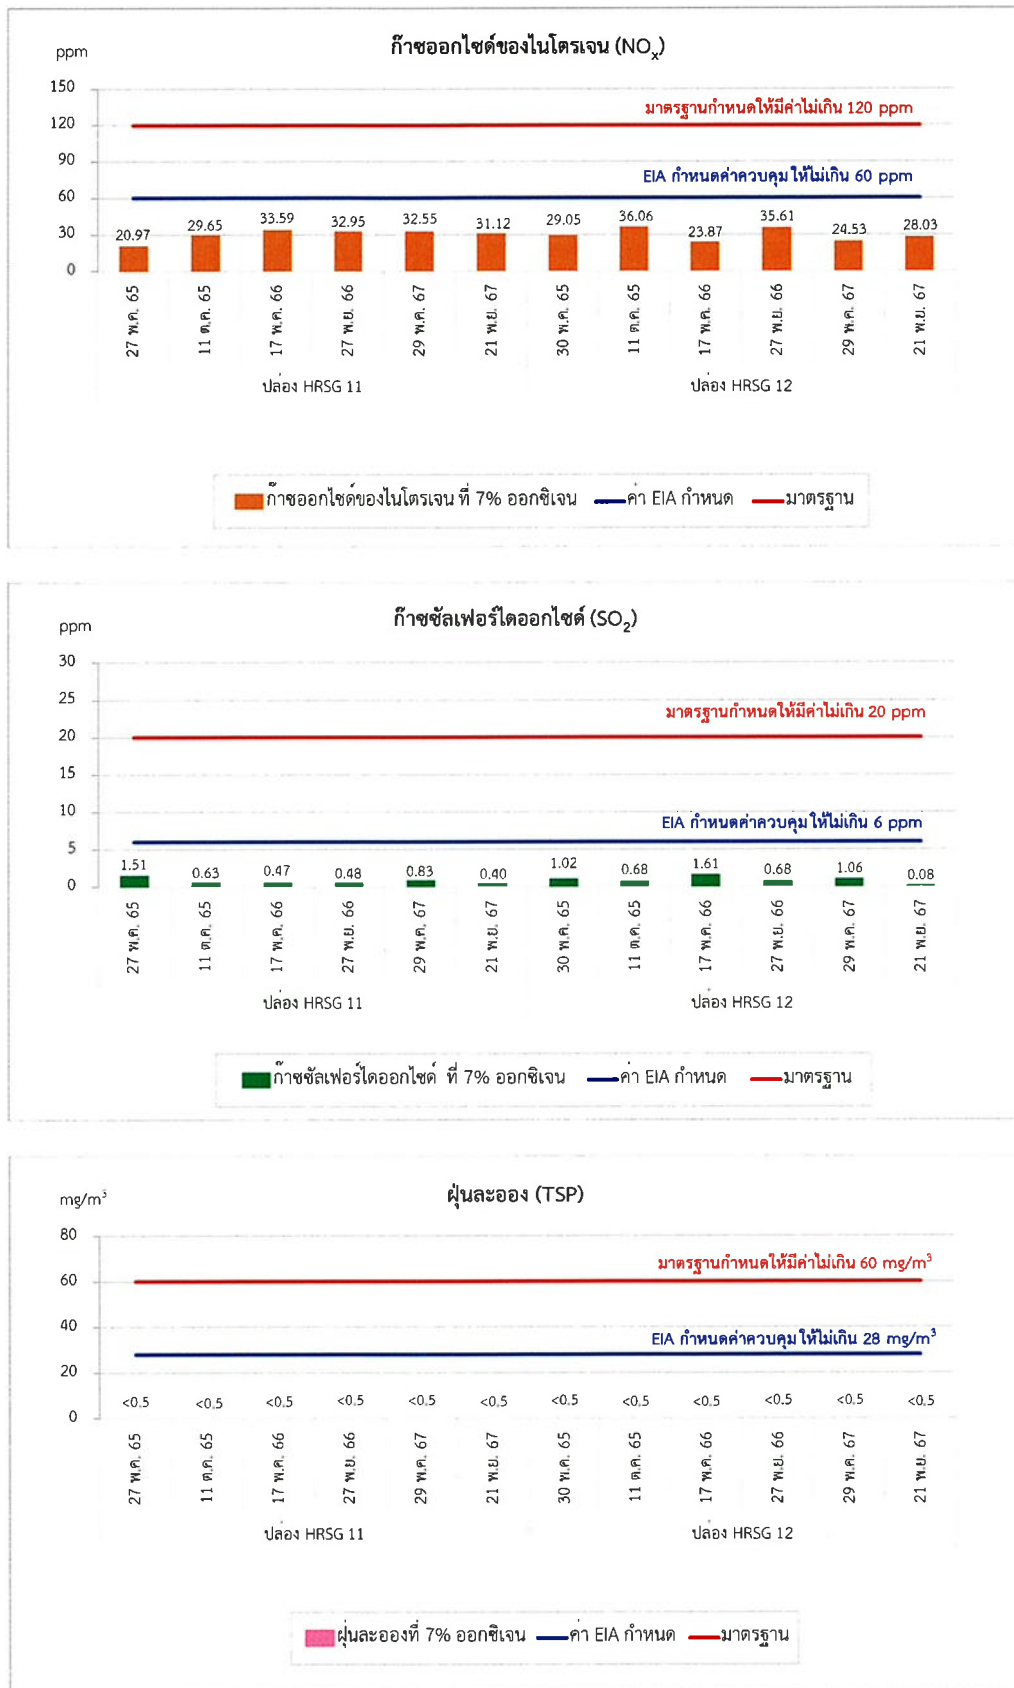 ก๊าซออกไซด์ของไนโตรเจน (NOx)
ppm
150
120
90
60
30
0
มาตรฐานกำหนดให้มีค่าไม่เกิน 120 ppm
EIA กำหนดค่าควบคุม ให้ไม่เกิน 60 ppm
20.97 29.65 33.59 32.95 32.55 31.12 29.05 36.06 23.87 35.61 24.53 28.03
27 พ.ค. 65 11 ต.ค. 65 17 พ.ค. 66 27 พ.ย. 66 29 พ.ค. 67 21 พ.ย. 67 30 พ.ค. 65 11 ต.ค. 65 17 พ.ค. 66 27 พ.ย. 66 29 พ.ค. 67 21 พ.ย. 67
ปล่อง HRSG 11 ปล่อง HRSG 12
ก๊าซออกไซด์ของไนโตรเจน ที่ 7% ออกซิเจน ค่า EIA กำหนด มาตรฐาน
ก๊าซซัลเฟอร์ไดออกไซด์ (SO2)
ppm
30
25
20
15
10
5
0
มาตรฐานกำหนดให้มีค่าไม่เกิน 20 ppm
EIA กำหนดค่าควบคุม ให้ไม่เกิน 6 ppm
1.51 0.63 0.47 0.48 0.83 0.40 1.02 0.68 1.61 0.68 1.06 0.08
27 พ.ค. 65 11 ต.ค. 65 17 พ.ค. 66 27 พ.ย. 66 29 พ.ค. 67 21 พ.ย. 67 30 พ.ค. 65 11 ต.ค. 65 17 พ.ค. 66 27 พ.ย. 66 29 พ.ค. 67 21 พ.ย. 67
ปล่อง HRSG 11 ปล่อง HRSG 12
ก๊าซซัลเฟอร์ไดออกไซด์ ที่ 7% ออกซิเจน ค่า EIA กำหนด มาตรฐาน
ฝุ่นละออง (TSP)
mg/m³
80
60
40
20
0
มาตรฐานกำหนดให้มีค่าไม่เกิน 60 mg/m³
EIA กำหนดค่าควบคุม ให้ไม่เกิน 28 mg/m³
<0.5 <0.5 <0.5 <0.5 <0.5 <0.5 <0.5 <0.5 <0.5 <0.5 <0.5 <0.5
27 พ.ค. 65 11 ต.ค. 65 17 พ.ค. 66 27 พ.ย. 66 29 พ.ค. 67 21 พ.ย. 67 30 พ.ค. 65 11 ต.ค. 65 17 พ.ค. 66 27 พ.ย. 66 29 พ.ค. 67 21 พ.ย. 67
ปล่อง HRSG 11 ปล่อง HRSG 12
ฝุ่นละอองที่ 7% ออกซิเจน ค่า EIA กำหนด มาตรฐาน